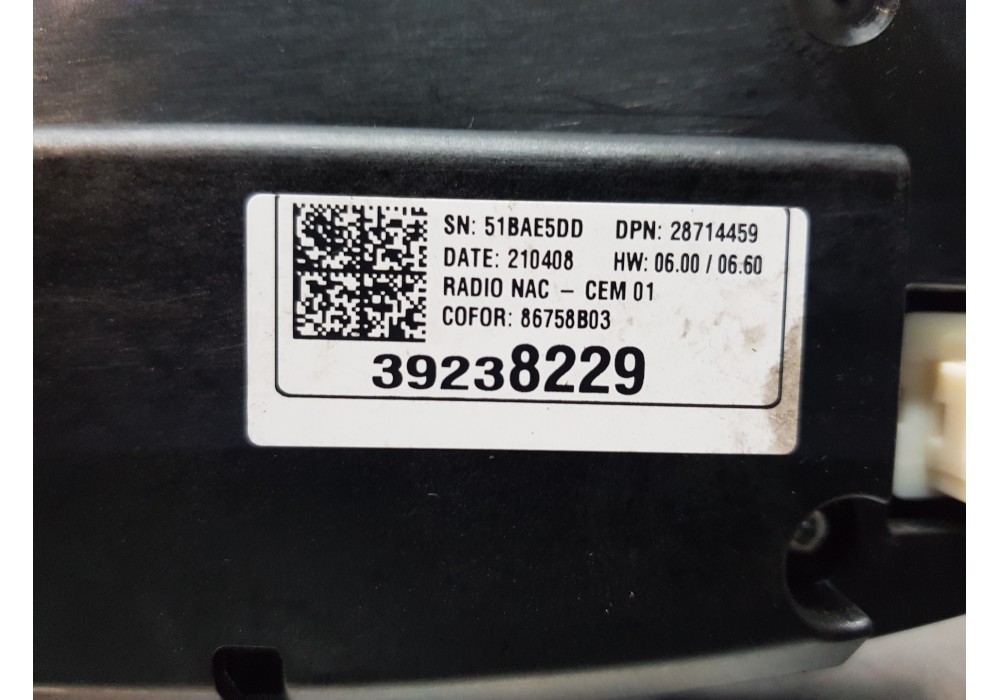 SN: 51BAE5DD DPN: 28714459
DATE: 210408 HW: 06.00 / 06.60
RADIO NAC – CEM 01
COFOR: 86758B03
39238229